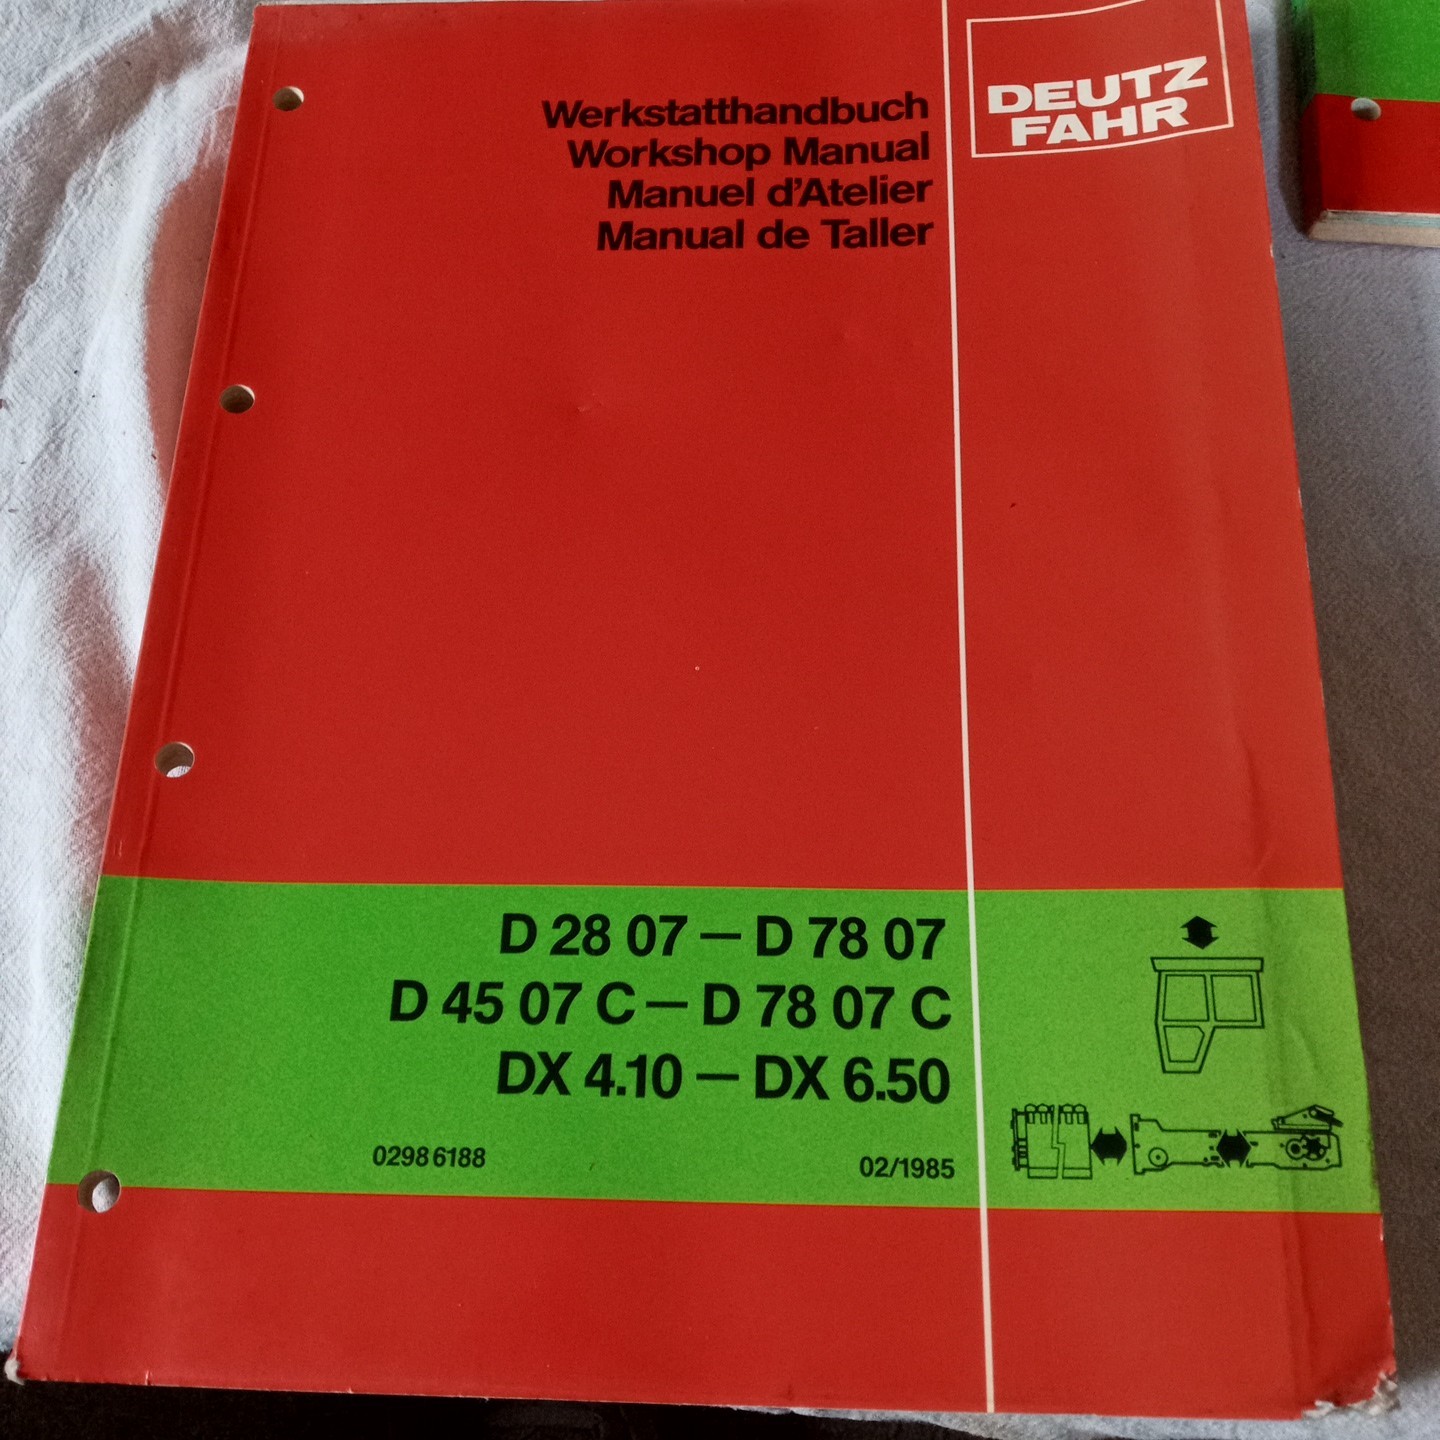 DEUTZ
FAHR
Werkstatthandbuch
Workshop Manual
Manuel d'Atelier
Manual de Taller
D 28 07 – D 78 07
D 45 07 C – D 78 07 C
DX 4.10 – DX 6.50
0298 6188
02/1985